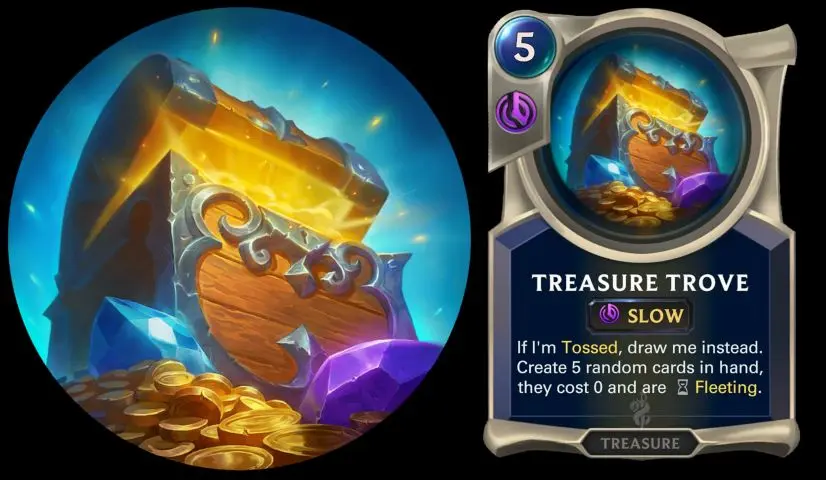 5
TREASURE TROVE
SLOW
If I'm Tossed, draw me instead.
Create 5 random cards in hand,
they cost 0 and are Fleeting.
TREASURE